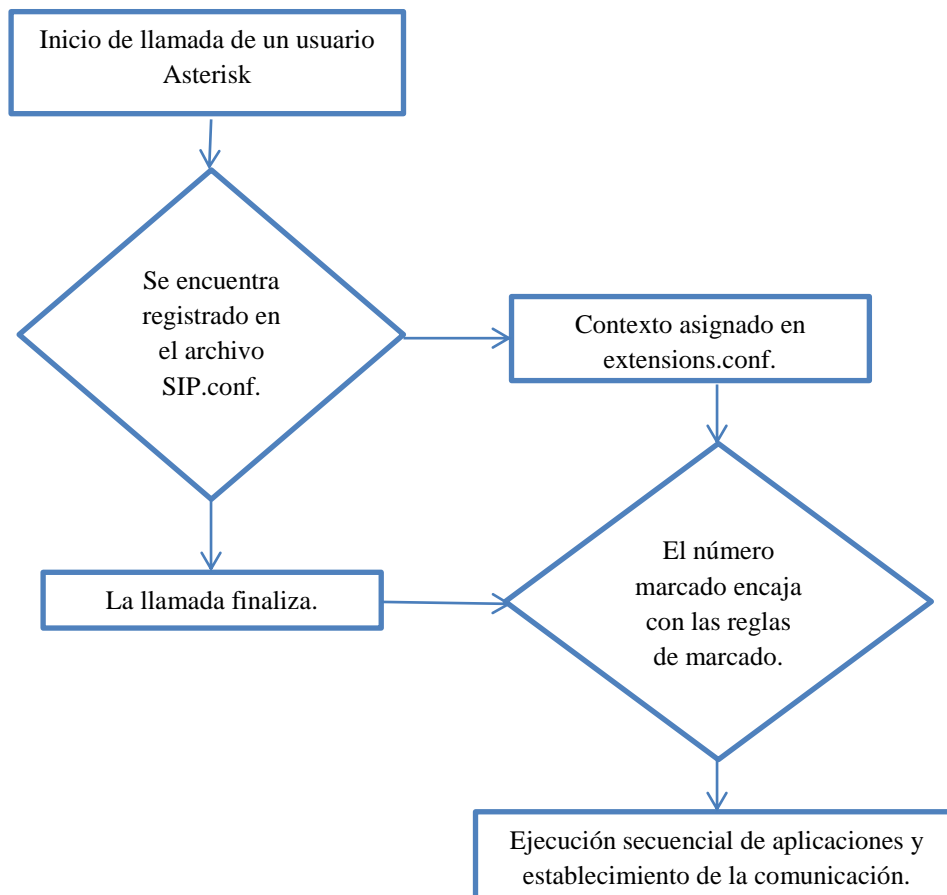 Inicio de llamada de un usuario
Asterisk
Se encuentra
registrado en
el archivo
SIP.conf.
Contexto asignado en
extensions.conf.
La llamada finaliza.
El número
marcado encaja
con las reglas
de marcado.
Ejecución secuencial de aplicaciones y
establecimiento de la comunicación.